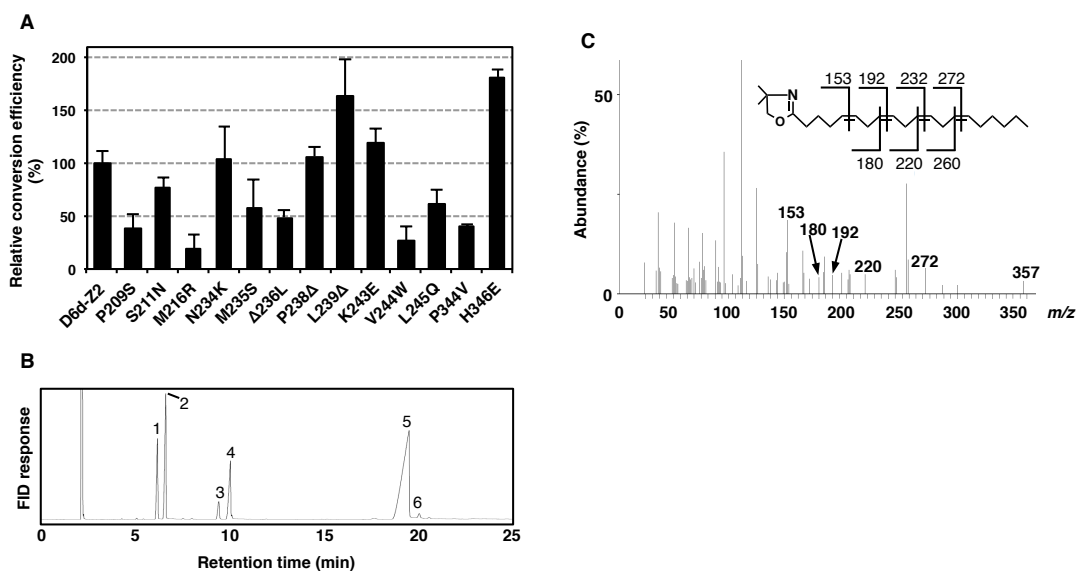 A
Relative conversion efficiency
(%)
200
150
100
50
0
D6d-Z2
P209S
S211N
M216R
N234K
M235S
Δ236L
P238Δ
L239Δ
K243E
V244W
L245Q
P344V
H346E
B
FID response
1
2
3
4
5
6
0 5 10 15 20 25
Retention time (min)
C
Abundance (%)
50
0
153 192 232 272
N
O
180 220 260
153
180
192
220
272
357
0 50 100 150 200 250 300 350 m/z